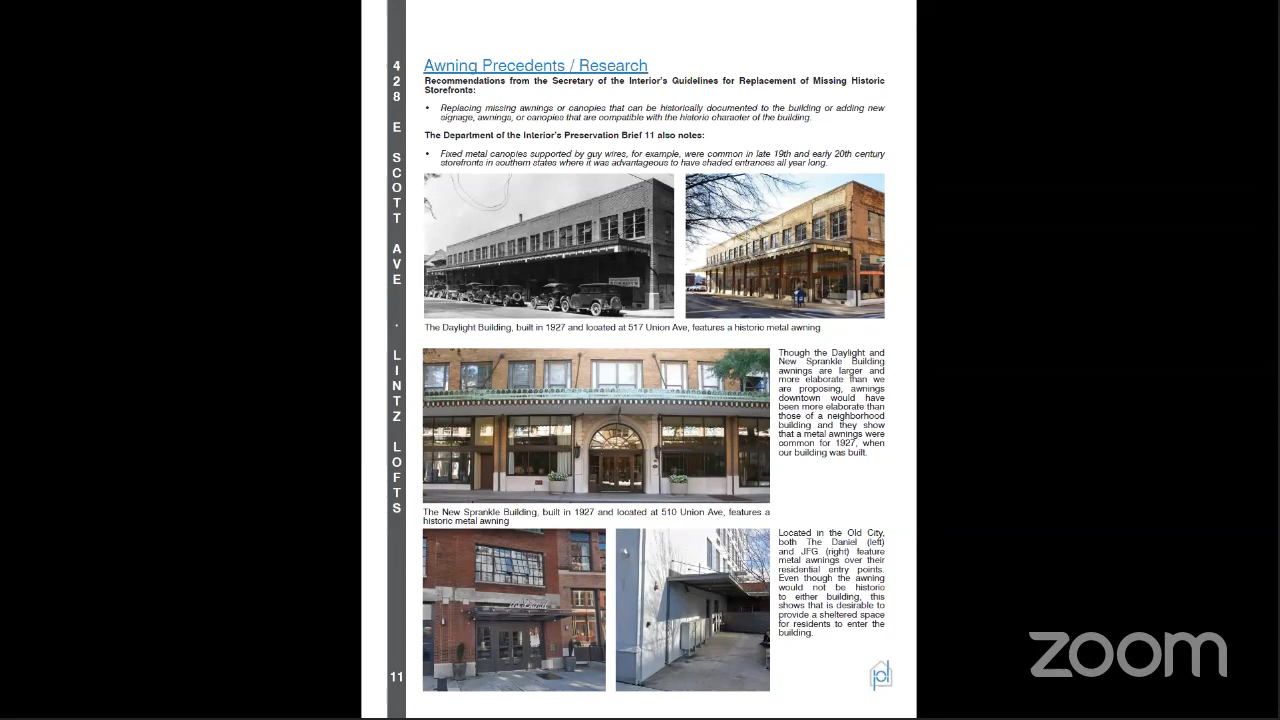 428 E SCOTT AVE · LINTZ LOFTS
Awning Precedents / Research
Recommendations from the Secretary of the Interior's Guidelines for Replacement of Missing Historic
Storefronts:
• Replacing missing awnings or canopies that can be historically documented to the building or adding new
signage, awnings, or canopies that are compatible with the historic character of the building.
The Department of the Interior's Preservation Brief 11 also notes:
• Fixed metal canopies supported by guy wires, for example, were common in late 19th and early 20th century
storefronts in southern states where it was advantageous to have shaded entrances all year long.
The Daylight Building, built in 1927 and located at 517 Union Ave, features a historic metal awning
Though the Daylight and
New Sprankle Building
awnings are larger and
more elaborate than we
are proposing, awnings
downtown would have
been more elaborate than
those of a neighborhood
building and they show
that a metal awnings were
common for 1927, when
our building was built.
The New Sprankle Building, built in 1927 and located at 510 Union Ave, features a
historic metal awning
the Daniel
Located in the Old City,
both The Daniel (left)
and JFG (right) feature
metal awnings over their
residential entry points.
Even though the awning
would not be historic
to either building, this
shows that is desirable to
provide a sheltered space
for residents to enter the
building.
11
zoom